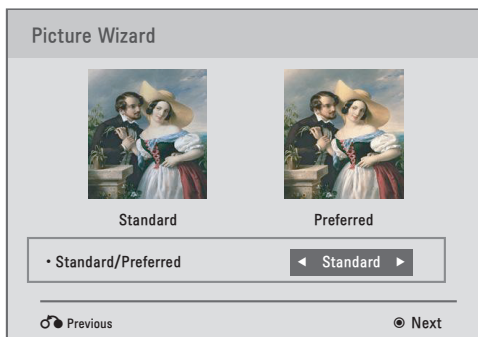 Picture Wizard
Standard Preferred
• Standard/Preferred ◄ Standard ►
Previous ◉ Next